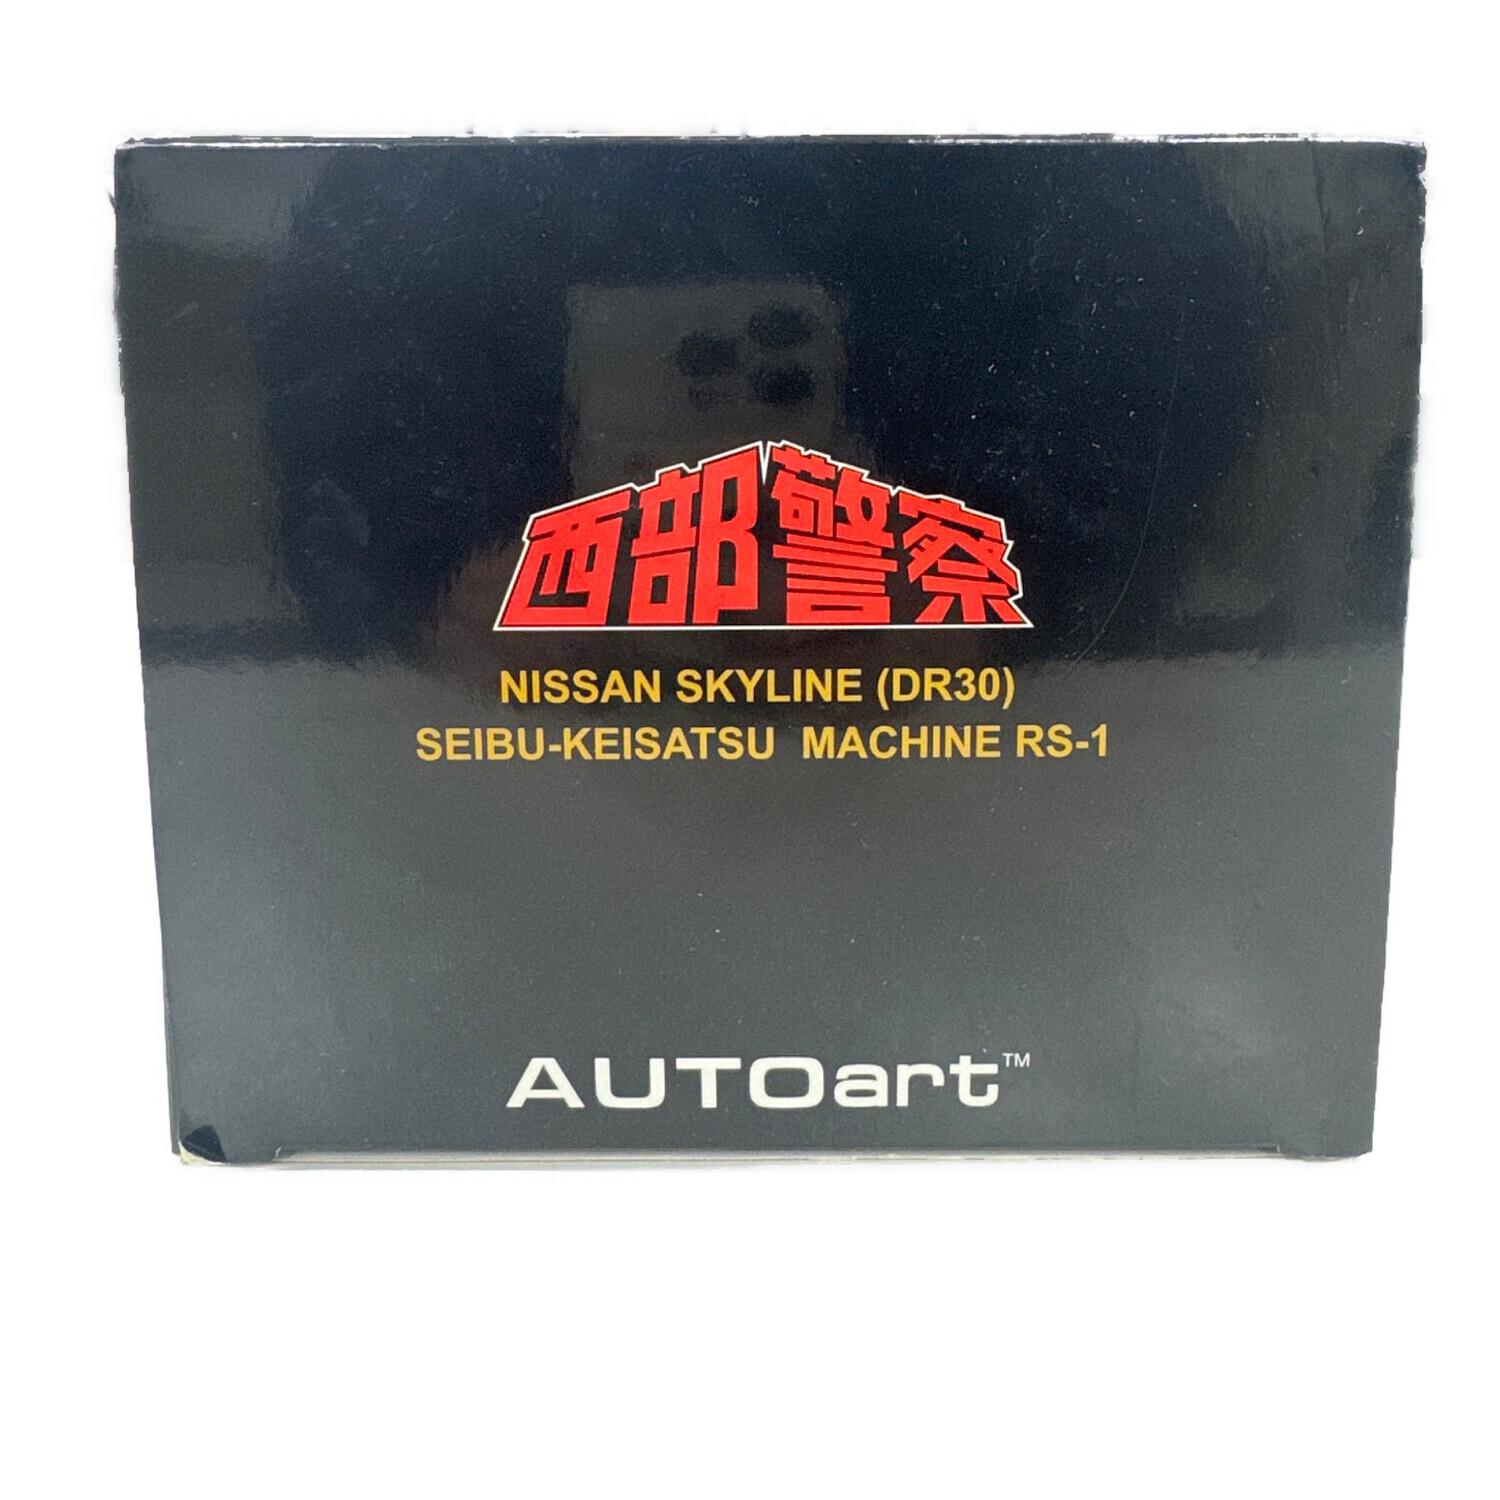 西部警察
NISSAN SKYLINE (DR30)
SEIBU-KEISATSU MACHINE RS-1
AUTOart™